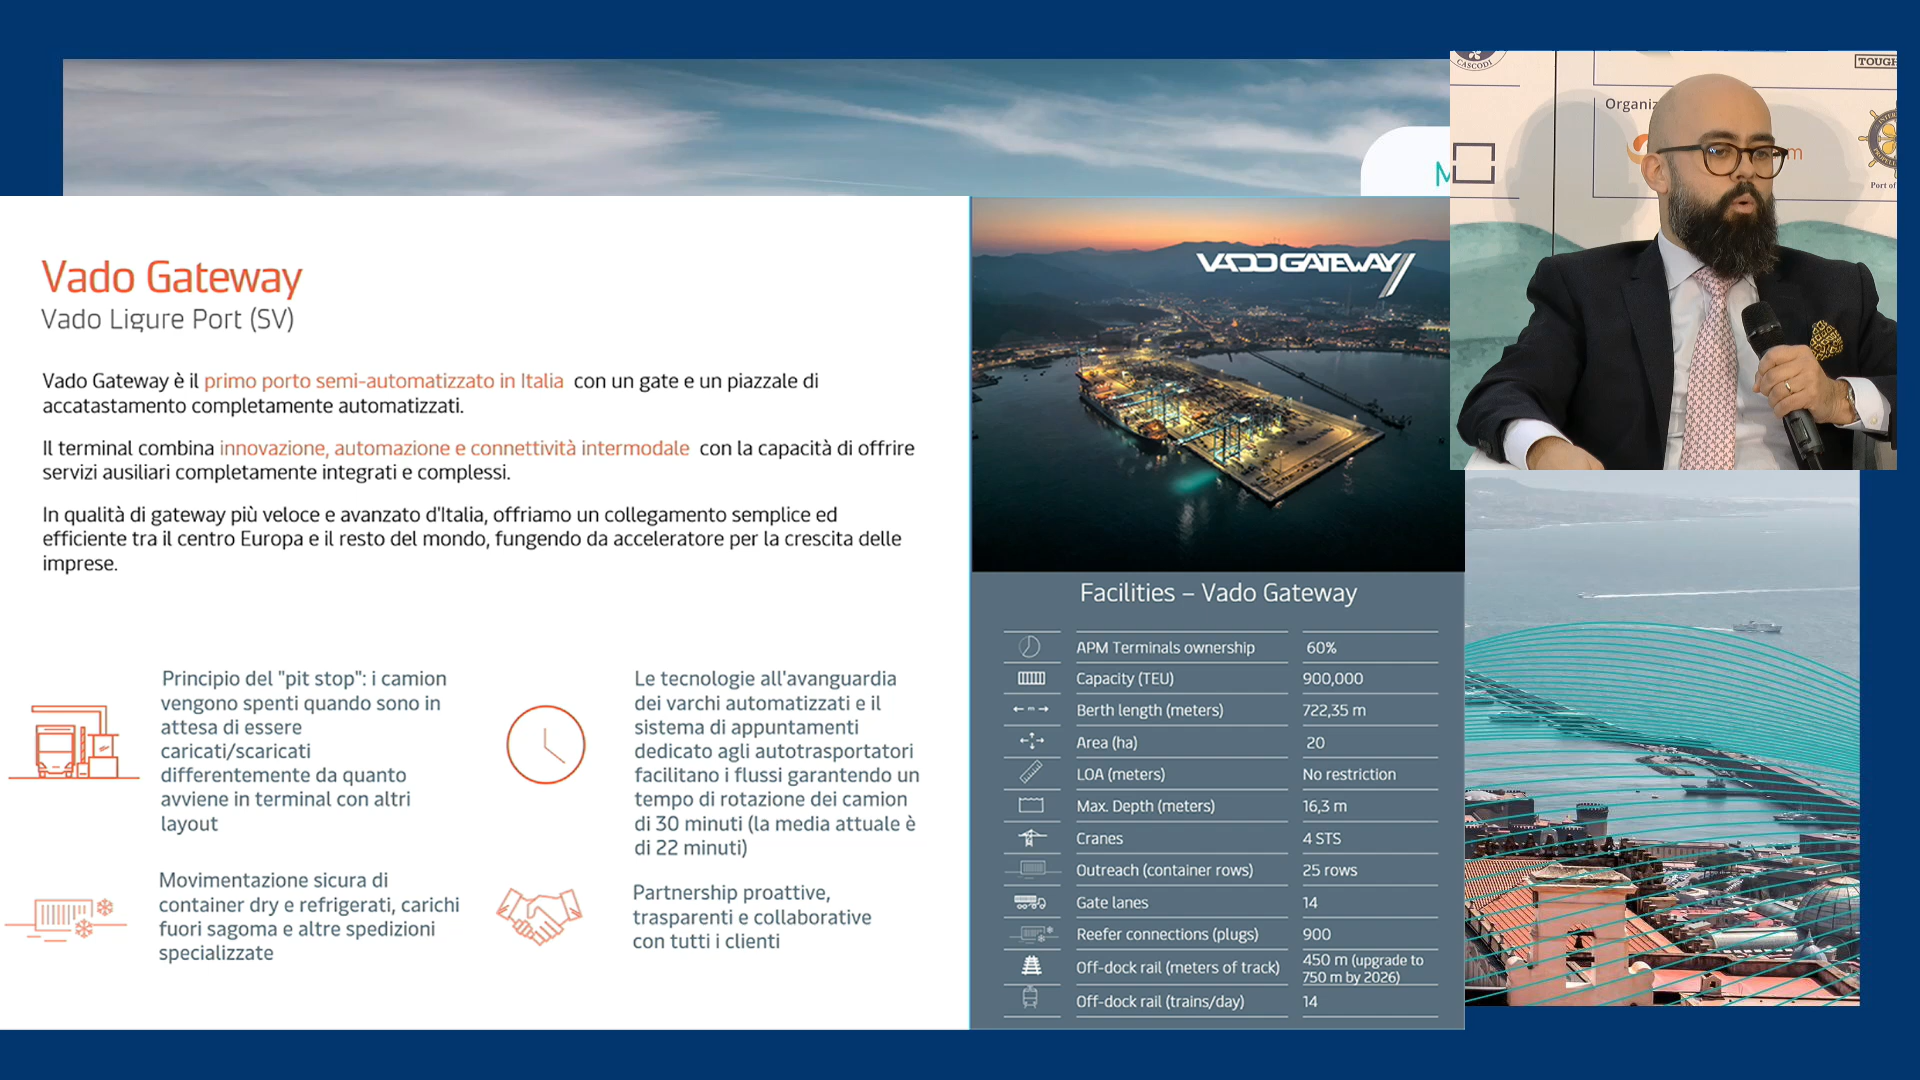 Vado Gateway
Vado Ligure Port (SV)
Vado Gateway è il primo porto semi-automatizzato in Italia con un gate e un piazzale di
accatastamento completamente automatizzati.
Il terminal combina innovazione, automazione e connettività intermodale con la capacità di offrire
servizi ausiliari completamente integrati e complessi.
In qualità di gateway più veloce e avanzato d'Italia, offriamo un collegamento semplice ed
efficiente tra il centro Europa e il resto del mondo, fungendo da acceleratore per la crescita delle
imprese.
Principio del "pit stop": i camion
vengono spenti quando sono in
attesa di essere
caricati/scaricati
differentemente da quanto
avviene in terminal con altri
layout
Le tecnologie all'avanguardia
dei varchi automatizzati e il
sistema di appuntamenti
dedicato agli autotrasportatori
facilitano i flussi garantendo un
tempo di rotazione dei camion
di 30 minuti (la media attuale è
di 22 minuti)
Movimentazione sicura di
container dry e refrigerati, carichi
fuori sagoma e altre spedizioni
specializzate
Partnership proattive,
trasparenti e collaborative
con tutti i clienti
VADO GATEWAY
Facilities – Vado Gateway
APM Terminals ownership 60%
Capacity (TEU) 900,000
Berth length (meters) 722,35 m
Area (ha) 20
LOA (meters) No restriction
Max. Depth (meters) 16,3 m
Cranes 4 STS
Outreach (container rows) 25 rows
Gate lanes 14
Reefer connections (plugs) 900
Off-dock rail (meters of track) 450 m (upgrade to
750 m by 2026)
Off-dock rail (trains/day) 14
M
CASCODI
TOUGH
Organiz
m
Port of